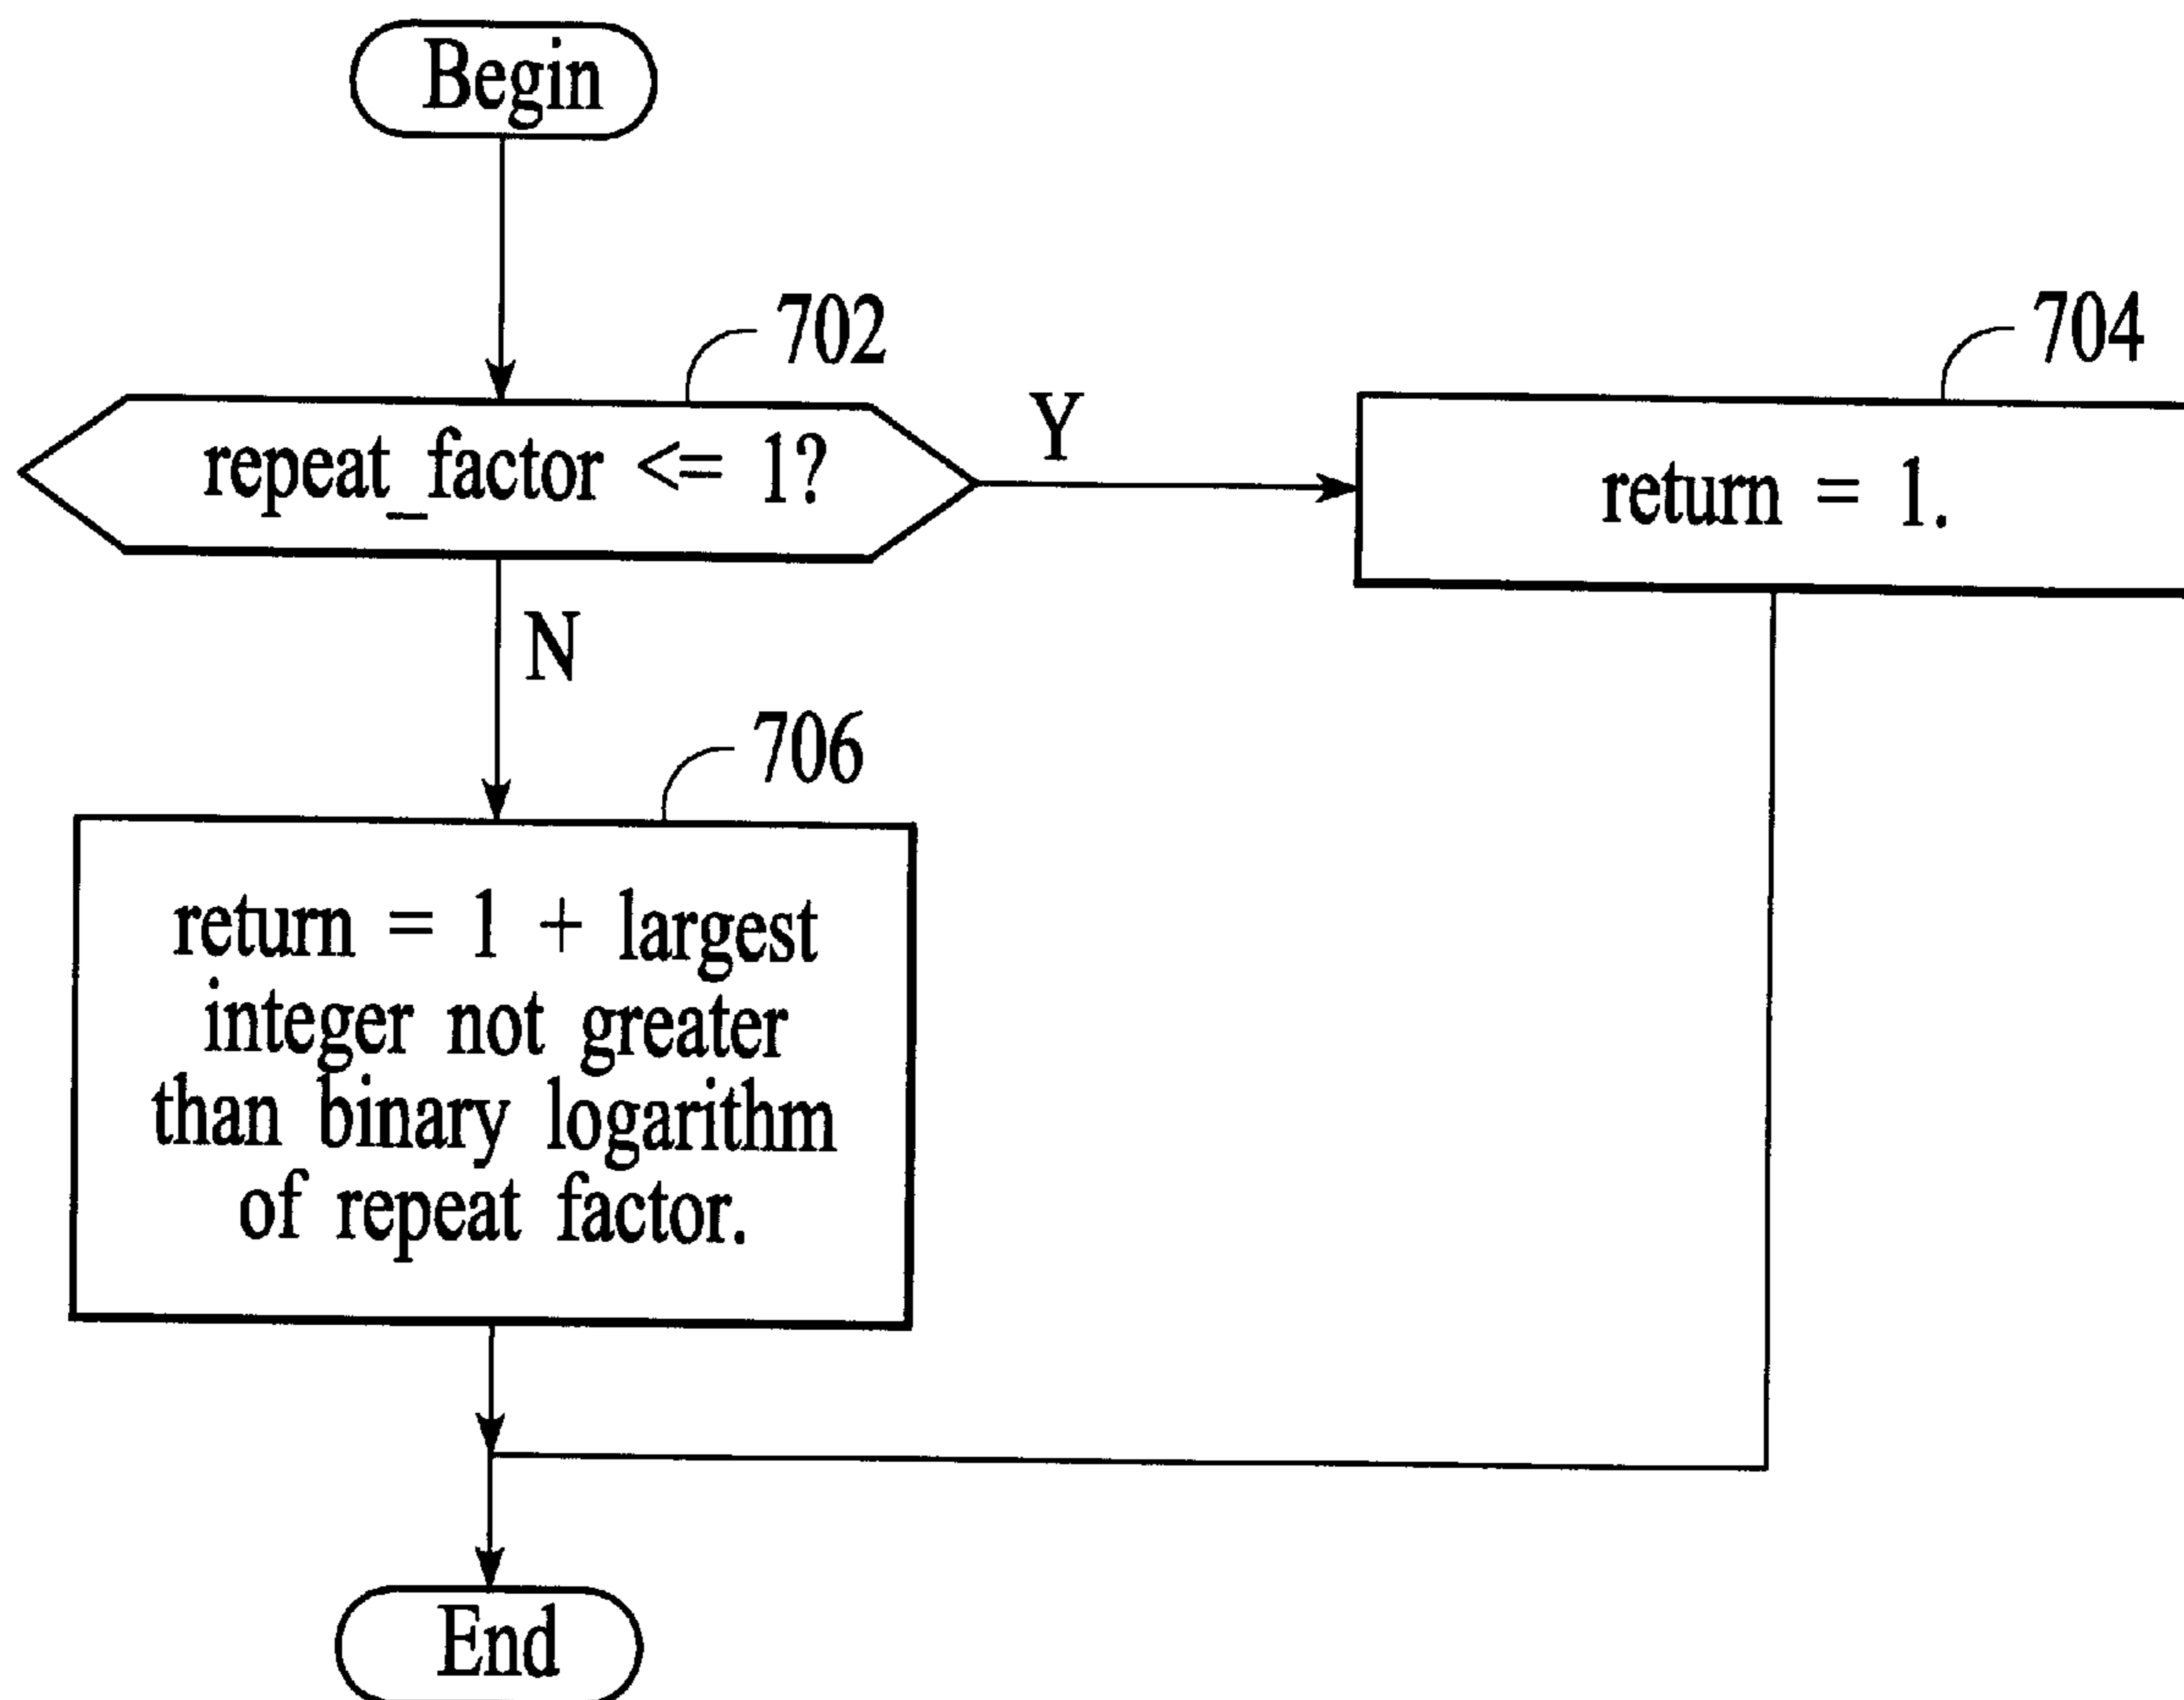 Begin
702
repeat_factor <= 1?
Y
704
return = 1.
N
706
return = 1 + largest
integer not greater
than binary logarithm
of repeat factor.
End